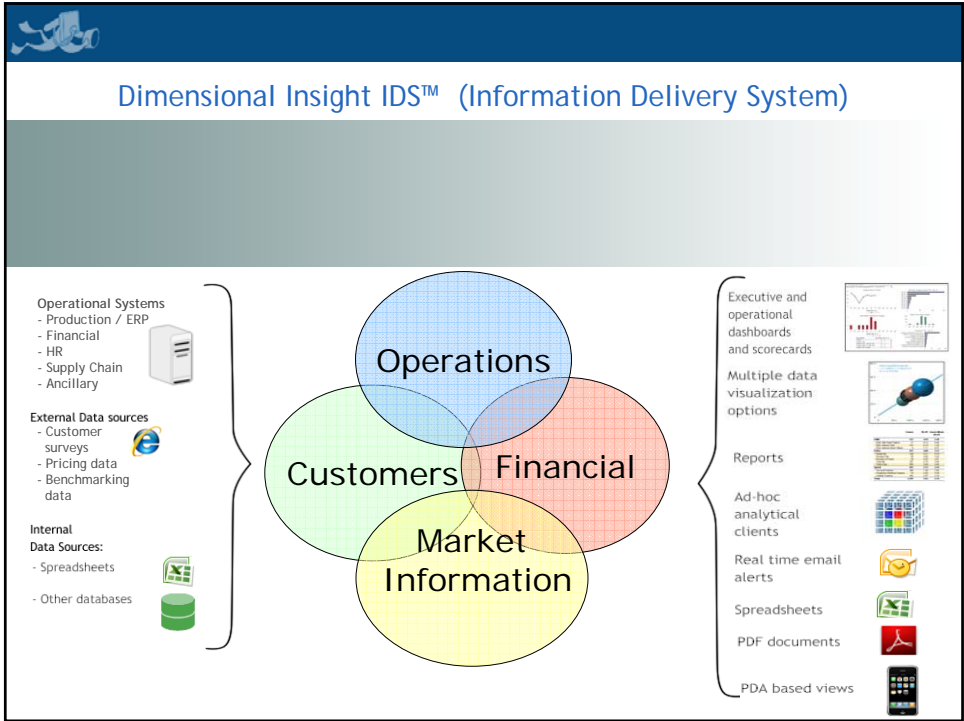 Dimensional Insight IDS™ (Information Delivery System)
Operational Systems
- Production / ERP
- Financial
- HR
- Supply Chain
- Ancillary
External Data sources
- Customer
surveys
- Pricing data
- Benchmarking
data
Internal
Data Sources:
- Spreadsheets
- Other databases
Operations
Customers
Financial
Market
Information
Executive and
operational
dashboards
and scorecards
Multiple data
visualization
options
Reports
Ad-hoc
analytical
clients
Real time email
alerts
Spreadsheets
PDF documents
PDA based views